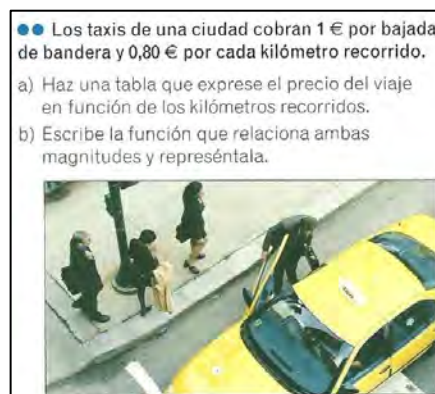 ●● Los taxis de una ciudad cobran 1 € por bajada
de bandera y 0,80 € por cada kilómetro recorrido.
a) Haz una tabla que exprese el precio del viaje
en función de los kilómetros recorridos.
b) Escribe la función que relaciona ambas
magnitudes y represéntala.